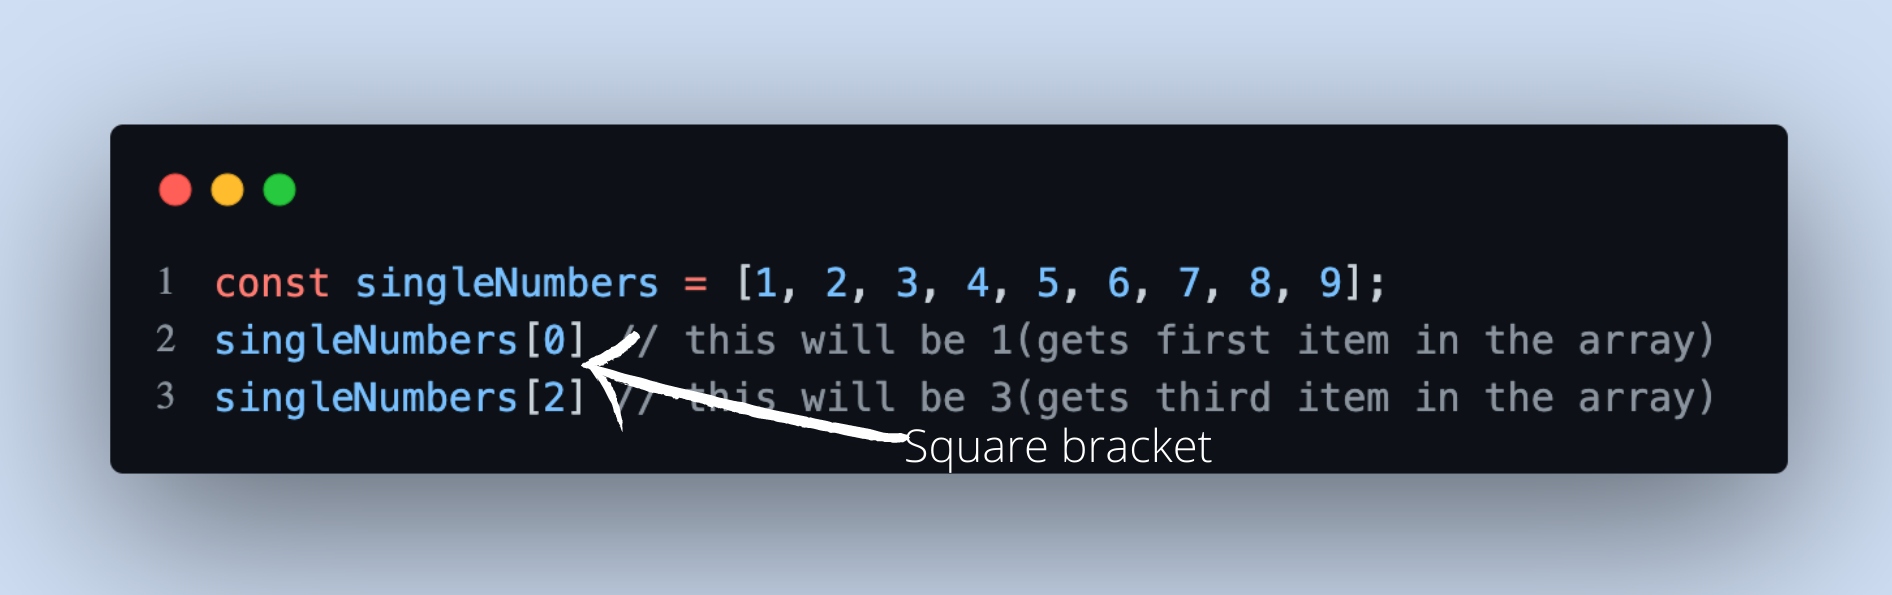 1 const singleNumbers = [1, 2, 3, 4, 5, 6, 7, 8, 9];
2 singleNumbers[0] // this will be 1(gets first item in the array)
3 singleNumbers[2] // this will be 3(gets third item in the array)
Square bracket